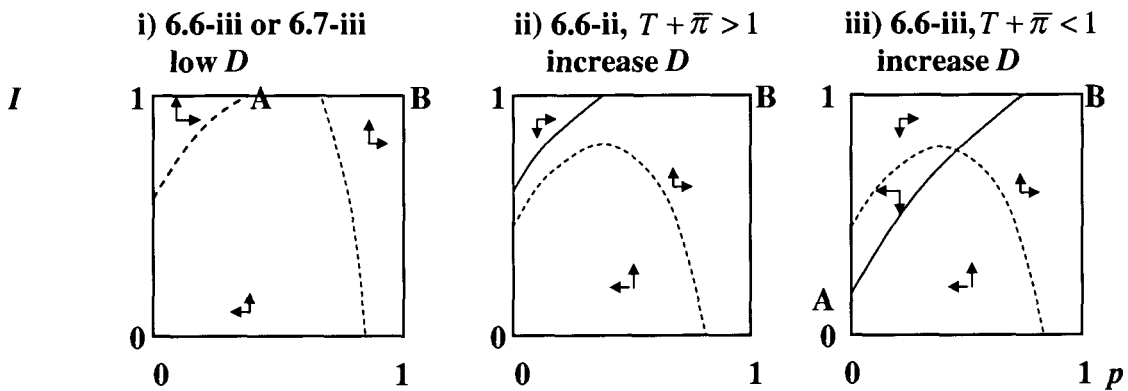 i) 6.6-iii or 6.7-iii
low D
ii) 6.6-ii, T + π̅ > 1
increase D
iii) 6.6-iii, T + π̅ < 1
increase D
I
1
A
B
0
0
1
1
B
0
0
1
1
B
A
0
0
1
p